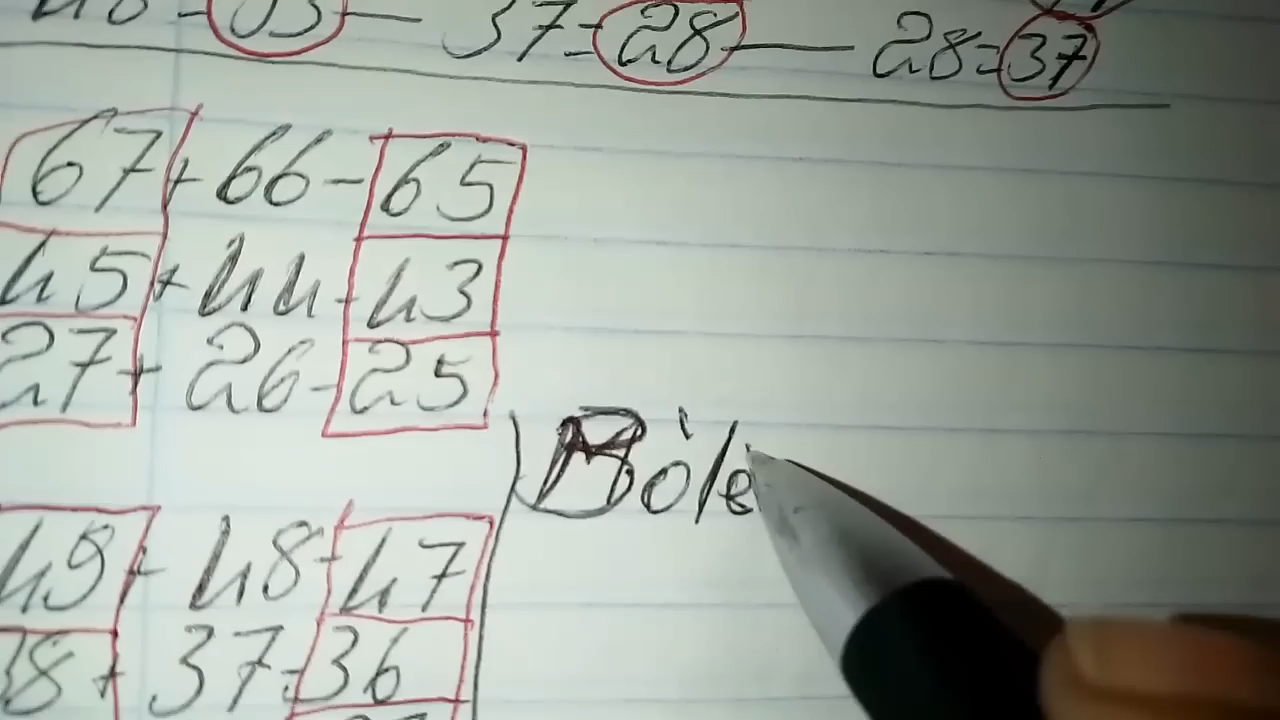 37=28 — 28=37
67+66-65
45+44-43
27+26-25
Bóle
49+48-47
38+37-36